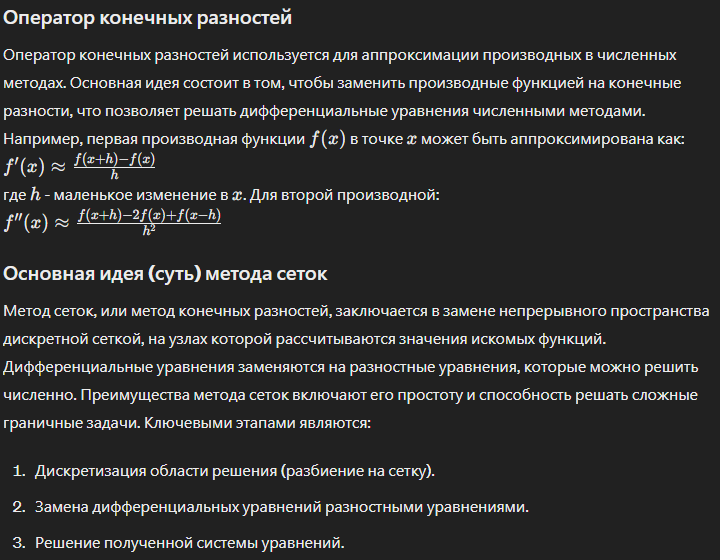 Оператор конечных разностей
Оператор конечных разностей используется для аппроксимации производных в численных
методах. Основная идея состоит в том, чтобы заменить производные функцией на конечные
разности, что позволяет решать дифференциальные уравнения численными методами.
Например, первая производная функции f(x) в точке x может быть аппроксимирована как:
f′(x) ≈ (f(x+h)−f(x))/h
где h - маленькое изменение в x. Для второй производной:
f″(x) ≈ (f(x+h)−2f(x)+f(x−h))/h²
Основная идея (суть) метода сеток
Метод сеток, или метод конечных разностей, заключается в замене непрерывного пространства
дискретной сеткой, на узлах которой рассчитываются значения искомых функций.
Дифференциальные уравнения заменяются на разностные уравнения, которые можно решить
численно. Преимущества метода сеток включают его простоту и способность решать сложные
граничные задачи. Ключевыми этапами являются:
1. Дискретизация области решения (разбиение на сетку).
2. Замена дифференциальных уравнений разностными уравнениями.
3. Решение полученной системы уравнений.